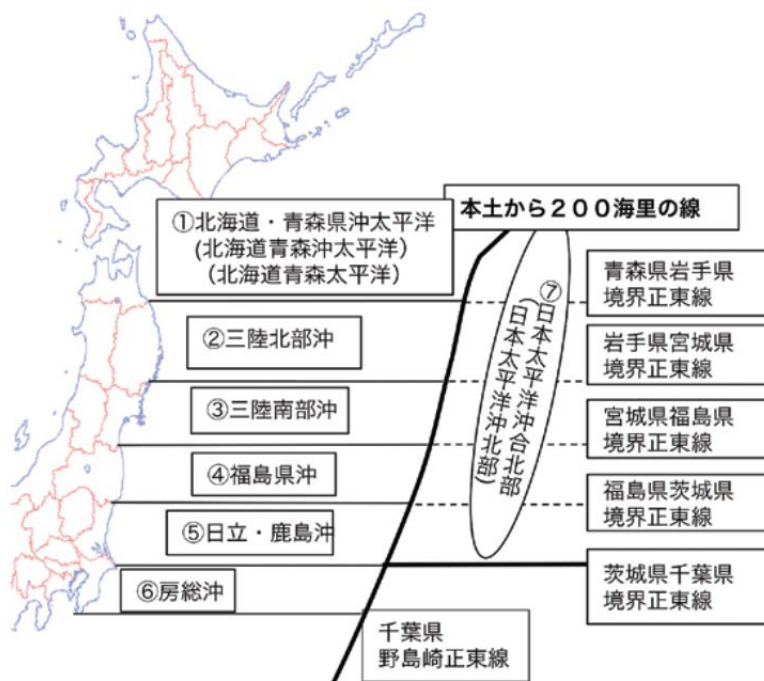 ①北海道・青森県沖太平洋
(北海道青森沖太平洋)
(北海道青森太平洋)
本土から２００海里の線
青森県岩手県
境界正東線
②三陸北部沖
⑦日本太平洋沖合北部
(日本太平洋沖北部)
岩手県宮城県
境界正東線
③三陸南部沖
宮城県福島県
境界正東線
④福島県沖
福島県茨城県
境界正東線
⑤日立・鹿島沖
茨城県千葉県
境界正東線
⑥房総沖
千葉県
野島崎正東線